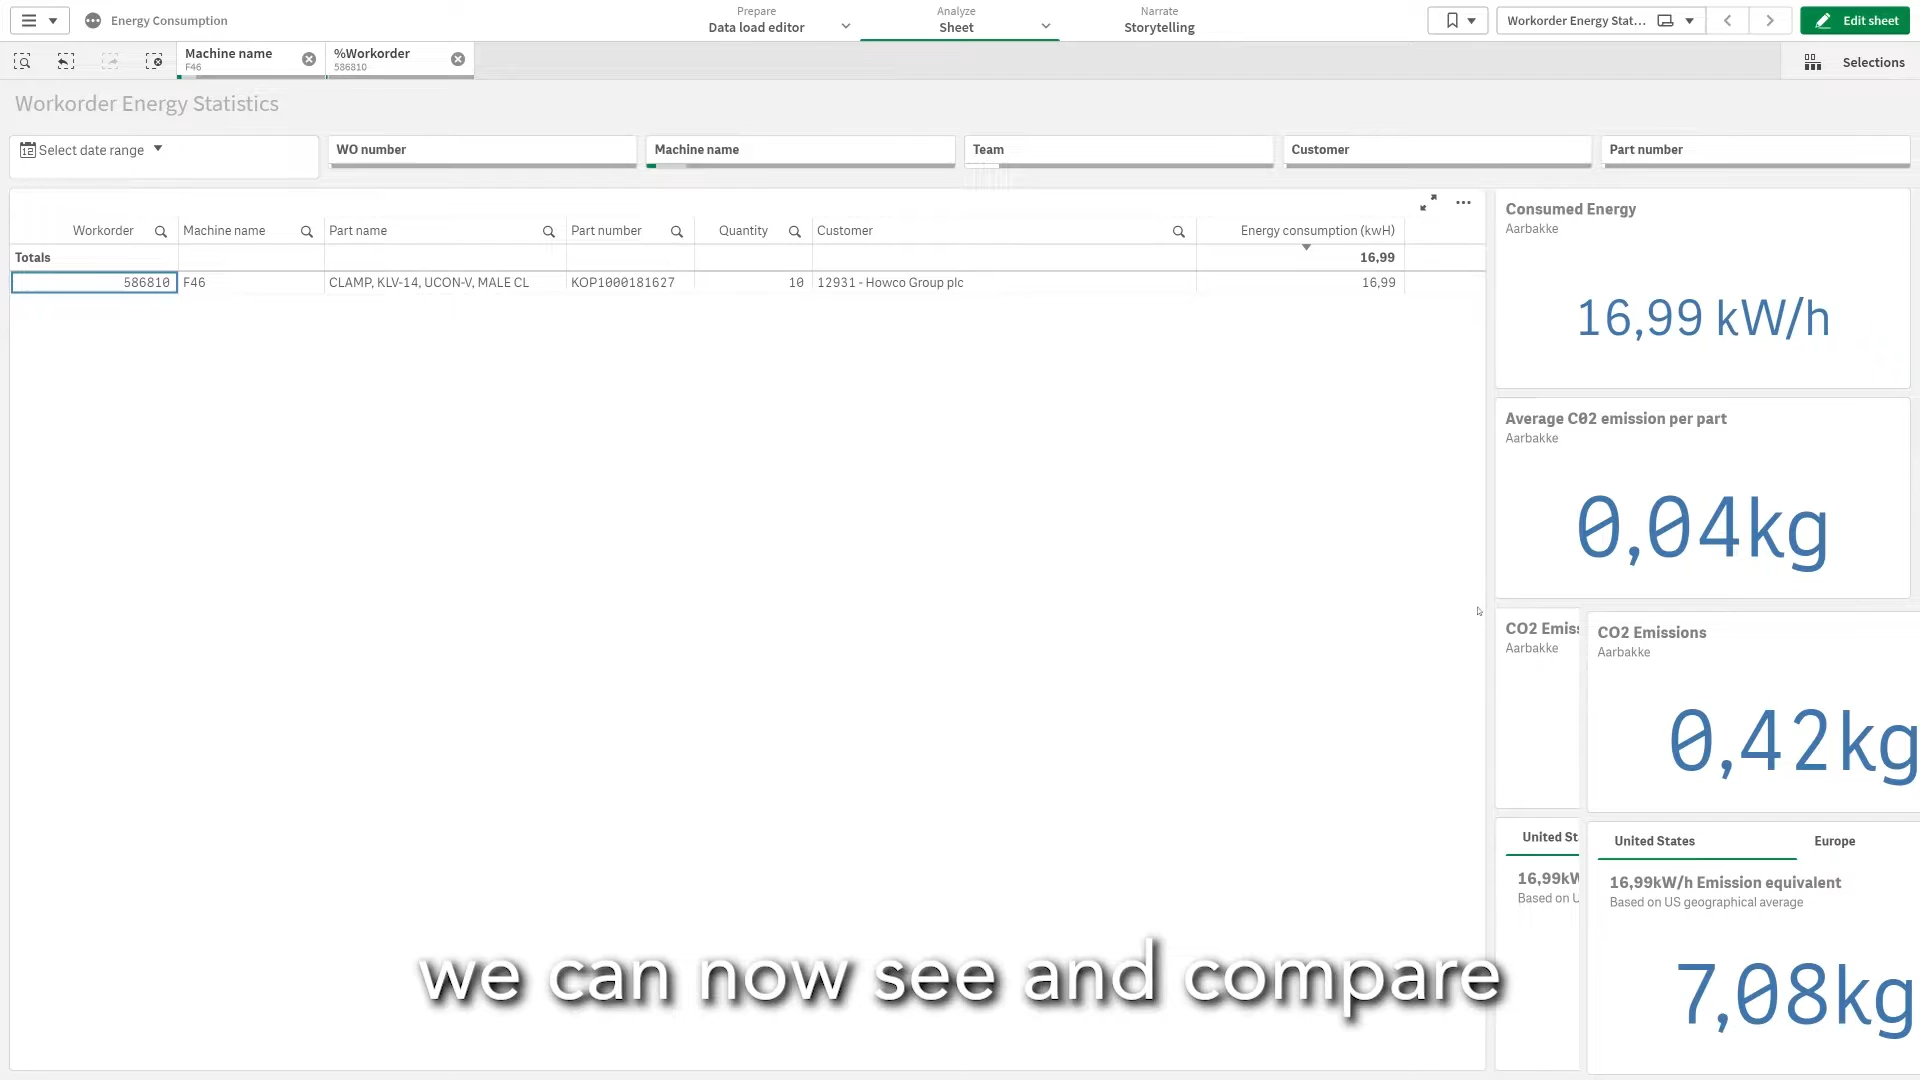 Energy Consumption
Prepare
Data load editor
Analyze
Sheet
Narrate
Storytelling
Workorder Energy Stat...
Edit sheet
Machine name
F46
%Workorder
586810
Selections
Workorder Energy Statistics
12 Select date range
WO number
Machine name
Team
Customer
Part number
Workorder Machine name Part name Part number Quantity Customer Energy consumption (kwH)
Totals 16,99
586810 F46 CLAMP, KLV-14, UCON-V, MALE CL KOP1000181627 10 12931 - Howco Group plc 16,99
Consumed Energy
Aarbakke
16,99 kW/h
Average C02 emission per part
Aarbakke
0,04kg
CO2 Emiss
Aarbakke
CO2 Emissions
Aarbakke
0,42kg
United St
16,99kW
Based on U
United States Europe
16,99kW/h Emission equivalent
Based on US geographical average
7,08kg
we can now see and compare